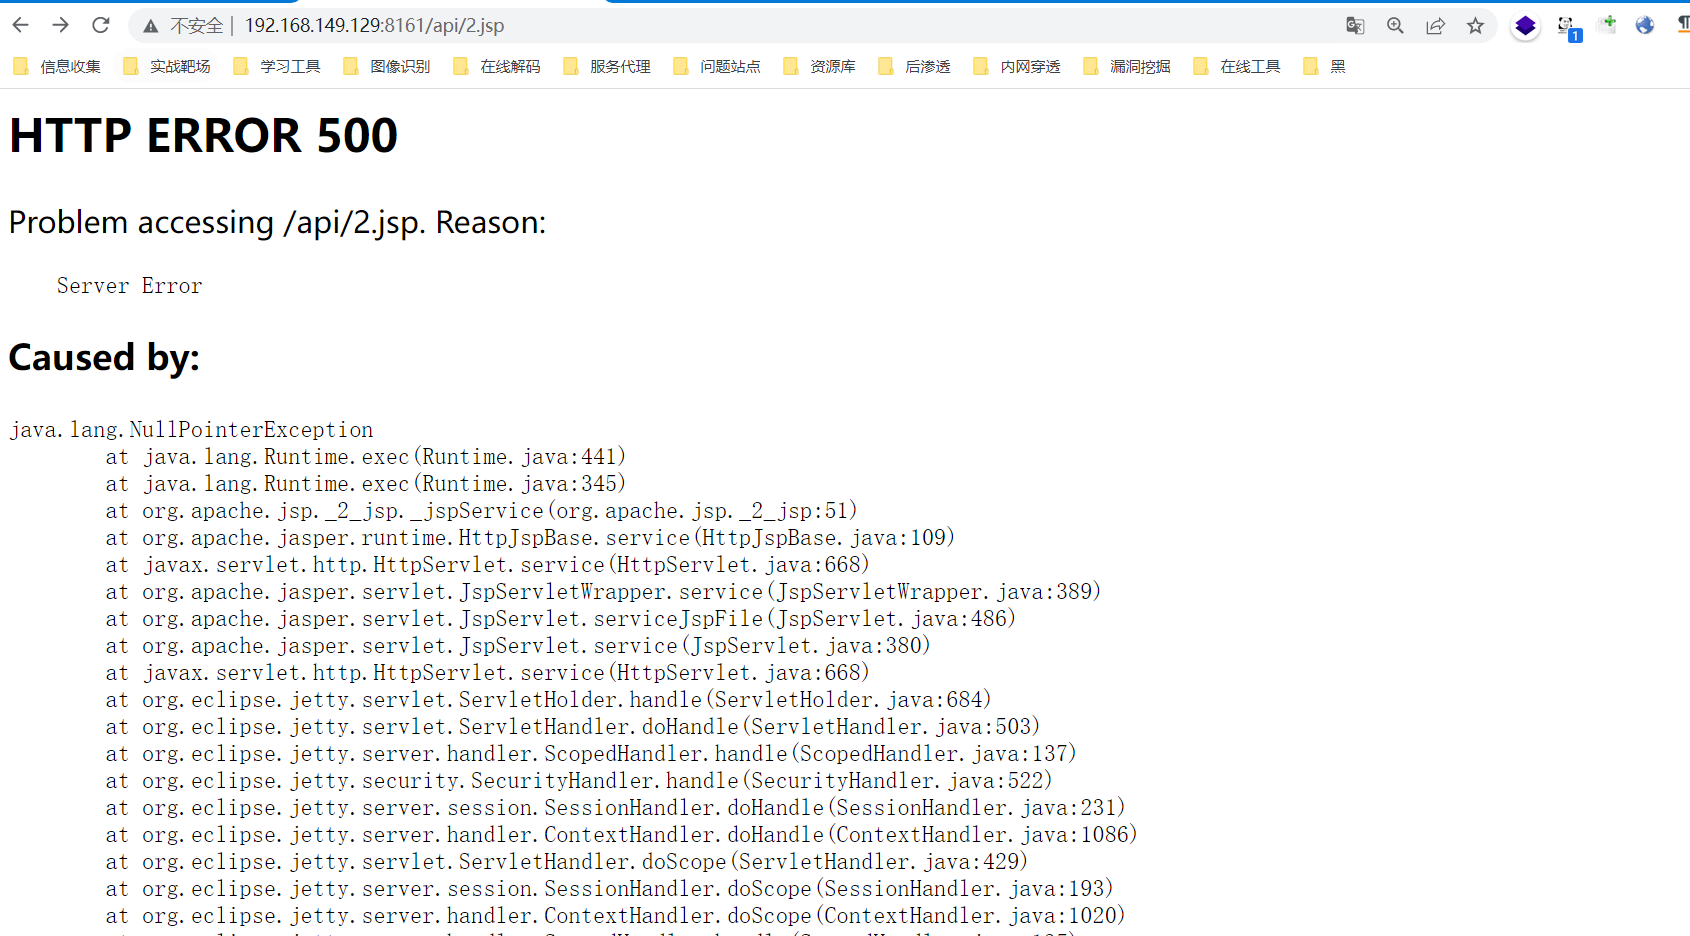 不安全 | 192.168.149.129:8161/api/2.jsp
1
信息收集 实战靶场 学习工具 图像识别 在线解码 服务代理 问题站点 资源库 后渗透 内网穿透 漏洞挖掘 在线工具 黑
HTTP ERROR 500
Problem accessing /api/2.jsp. Reason:
Server Error
Caused by:
java.lang.NullPointerException
at java.lang.Runtime.exec(Runtime.java:441)
at java.lang.Runtime.exec(Runtime.java:345)
at org.apache.jsp._2_jsp._jspService(org.apache.jsp._2_jsp:51)
at org.apache.jasper.runtime.HttpJspBase.service(HttpJspBase.java:109)
at javax.servlet.http.HttpServlet.service(HttpServlet.java:668)
at org.apache.jasper.servlet.JspServletWrapper.service(JspServletWrapper.java:389)
at org.apache.jasper.servlet.JspServlet.serviceJspFile(JspServlet.java:486)
at org.apache.jasper.servlet.JspServlet.service(JspServlet.java:380)
at javax.servlet.http.HttpServlet.service(HttpServlet.java:668)
at org.eclipse.jetty.servlet.ServletHolder.handle(ServletHolder.java:684)
at org.eclipse.jetty.servlet.ServletHandler.doHandle(ServletHandler.java:503)
at org.eclipse.jetty.server.handler.ScopedHandler.handle(ScopedHandler.java:137)
at org.eclipse.jetty.security.SecurityHandler.handle(SecurityHandler.java:522)
at org.eclipse.jetty.server.session.SessionHandler.doHandle(SessionHandler.java:231)
at org.eclipse.jetty.server.handler.ContextHandler.doHandle(ContextHandler.java:1086)
at org.eclipse.jetty.servlet.ServletHandler.doScope(ServletHandler.java:429)
at org.eclipse.jetty.server.session.SessionHandler.doScope(SessionHandler.java:193)
at org.eclipse.jetty.server.handler.ContextHandler.doScope(ContextHandler.java:1020)